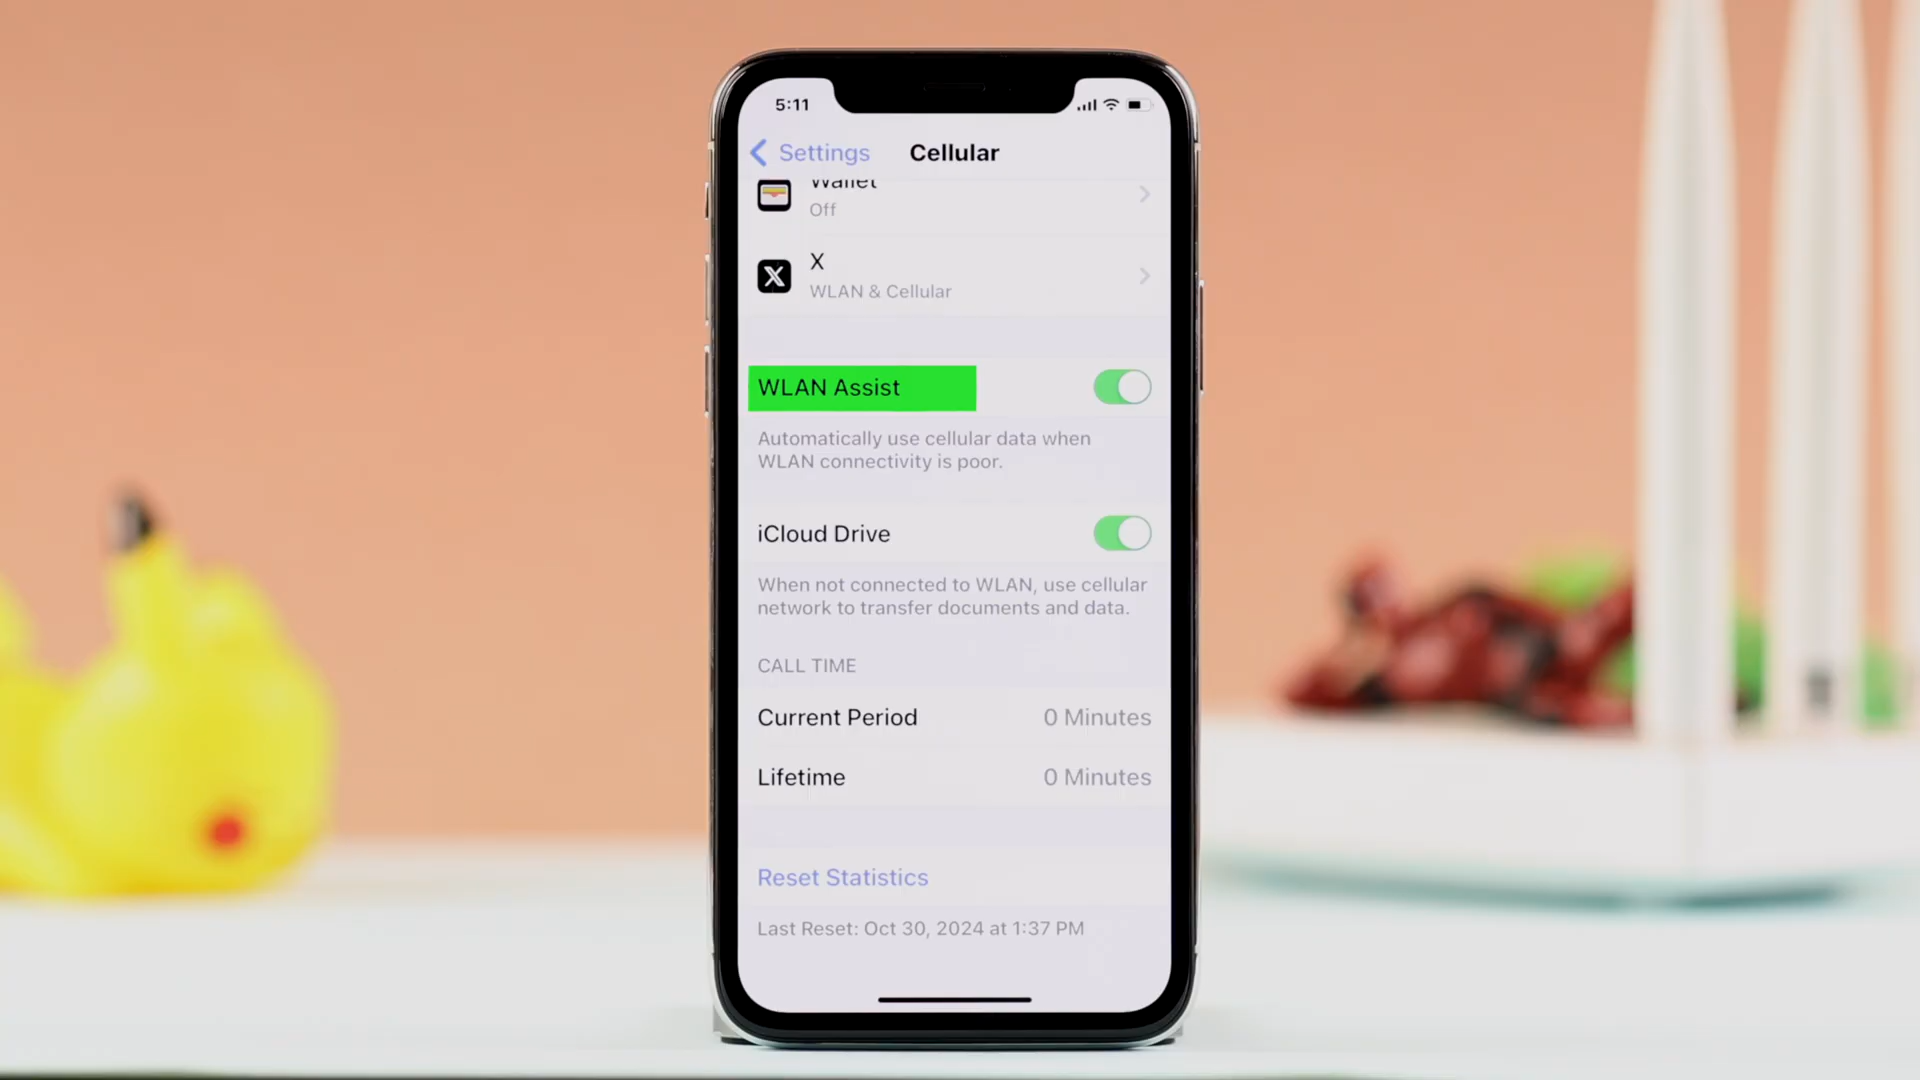 5:11
Settings
Cellular
Wallet
Off
X
WLAN & Cellular
WLAN Assist
Automatically use cellular data when
WLAN connectivity is poor.
iCloud Drive
When not connected to WLAN, use cellular
network to transfer documents and data.
CALL TIME
Current Period 0 Minutes
Lifetime 0 Minutes
Reset Statistics
Last Reset: Oct 30, 2024 at 1:37 PM